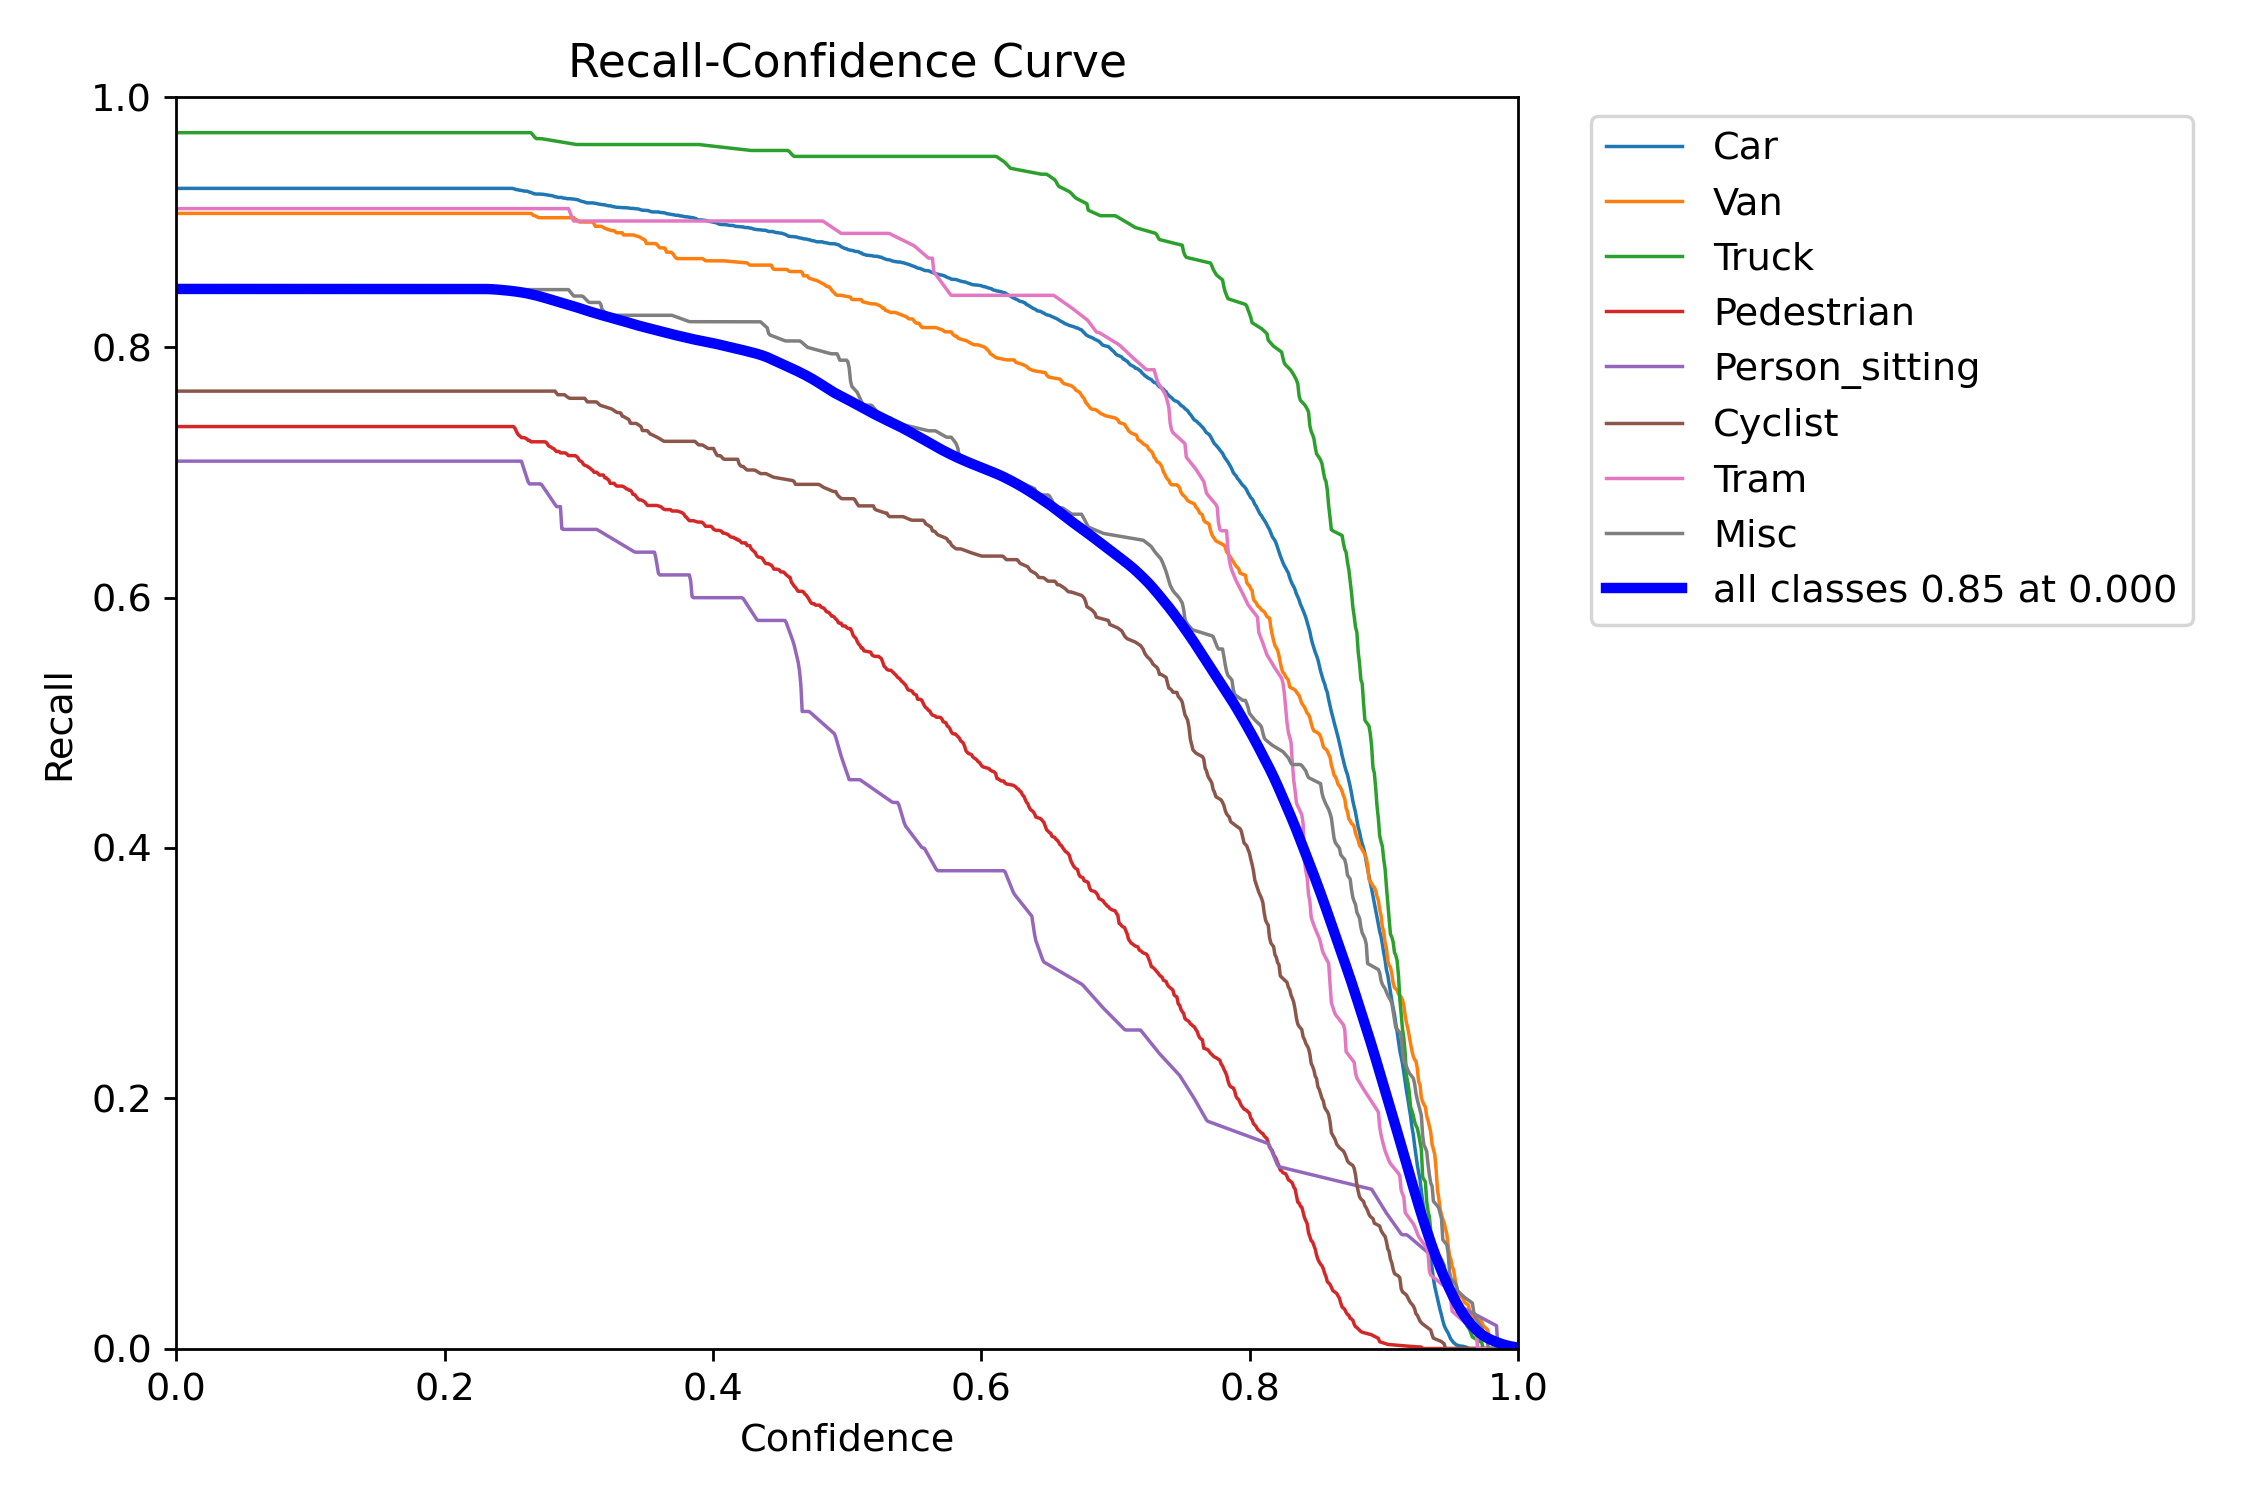 Recall-Confidence Curve
1.0
0.8
0.6
0.4
0.2
0.0
Recall
0.0 0.2 0.4 0.6 0.8 1.0
Confidence
Car
Van
Truck
Pedestrian
Person_sitting
Cyclist
Tram
Misc
all classes 0.85 at 0.000